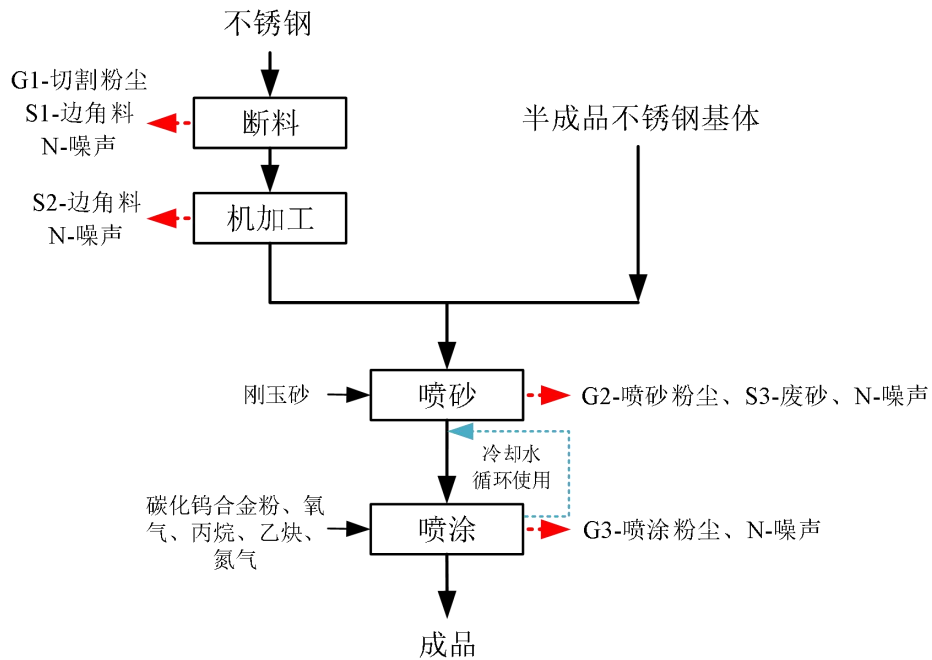 不锈钢
G1-切割粉尘
S1-边角料
N-噪声
断料
半成品不锈钢基体
S2-边角料
N-噪声
机加工
刚玉砂
喷砂
G2-喷砂粉尘、S3-废砂、N-噪声
冷却水
循环使用
碳化钨合金粉、氧
气、丙烷、乙炔、
氮气
喷涂
G3-喷涂粉尘、N-噪声
成品